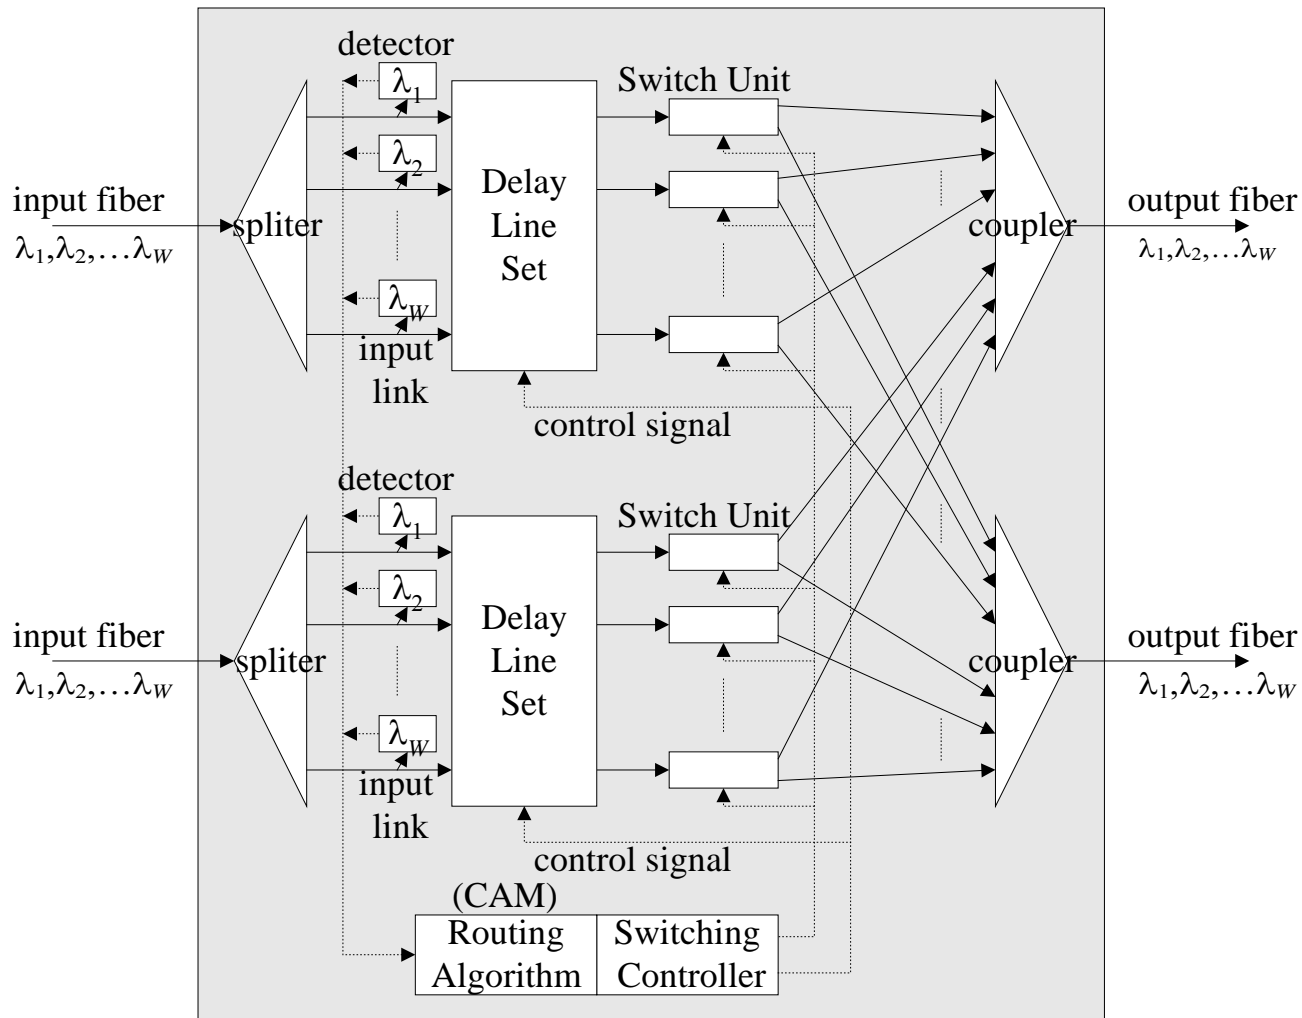 detector
λ1
Switch Unit
λ2
Delay
Line
Set
input fiber
λ1,λ2,…λW
spliter
coupler
output fiber
λ1,λ2,…λW
λW
input
link
control signal
detector
λ1
Switch Unit
λ2
Delay
Line
Set
input fiber
λ1,λ2,…λW
spliter
coupler
output fiber
λ1,λ2,…λW
λW
input
link
control signal
(CAM)
Routing
Algorithm
Switching
Controller